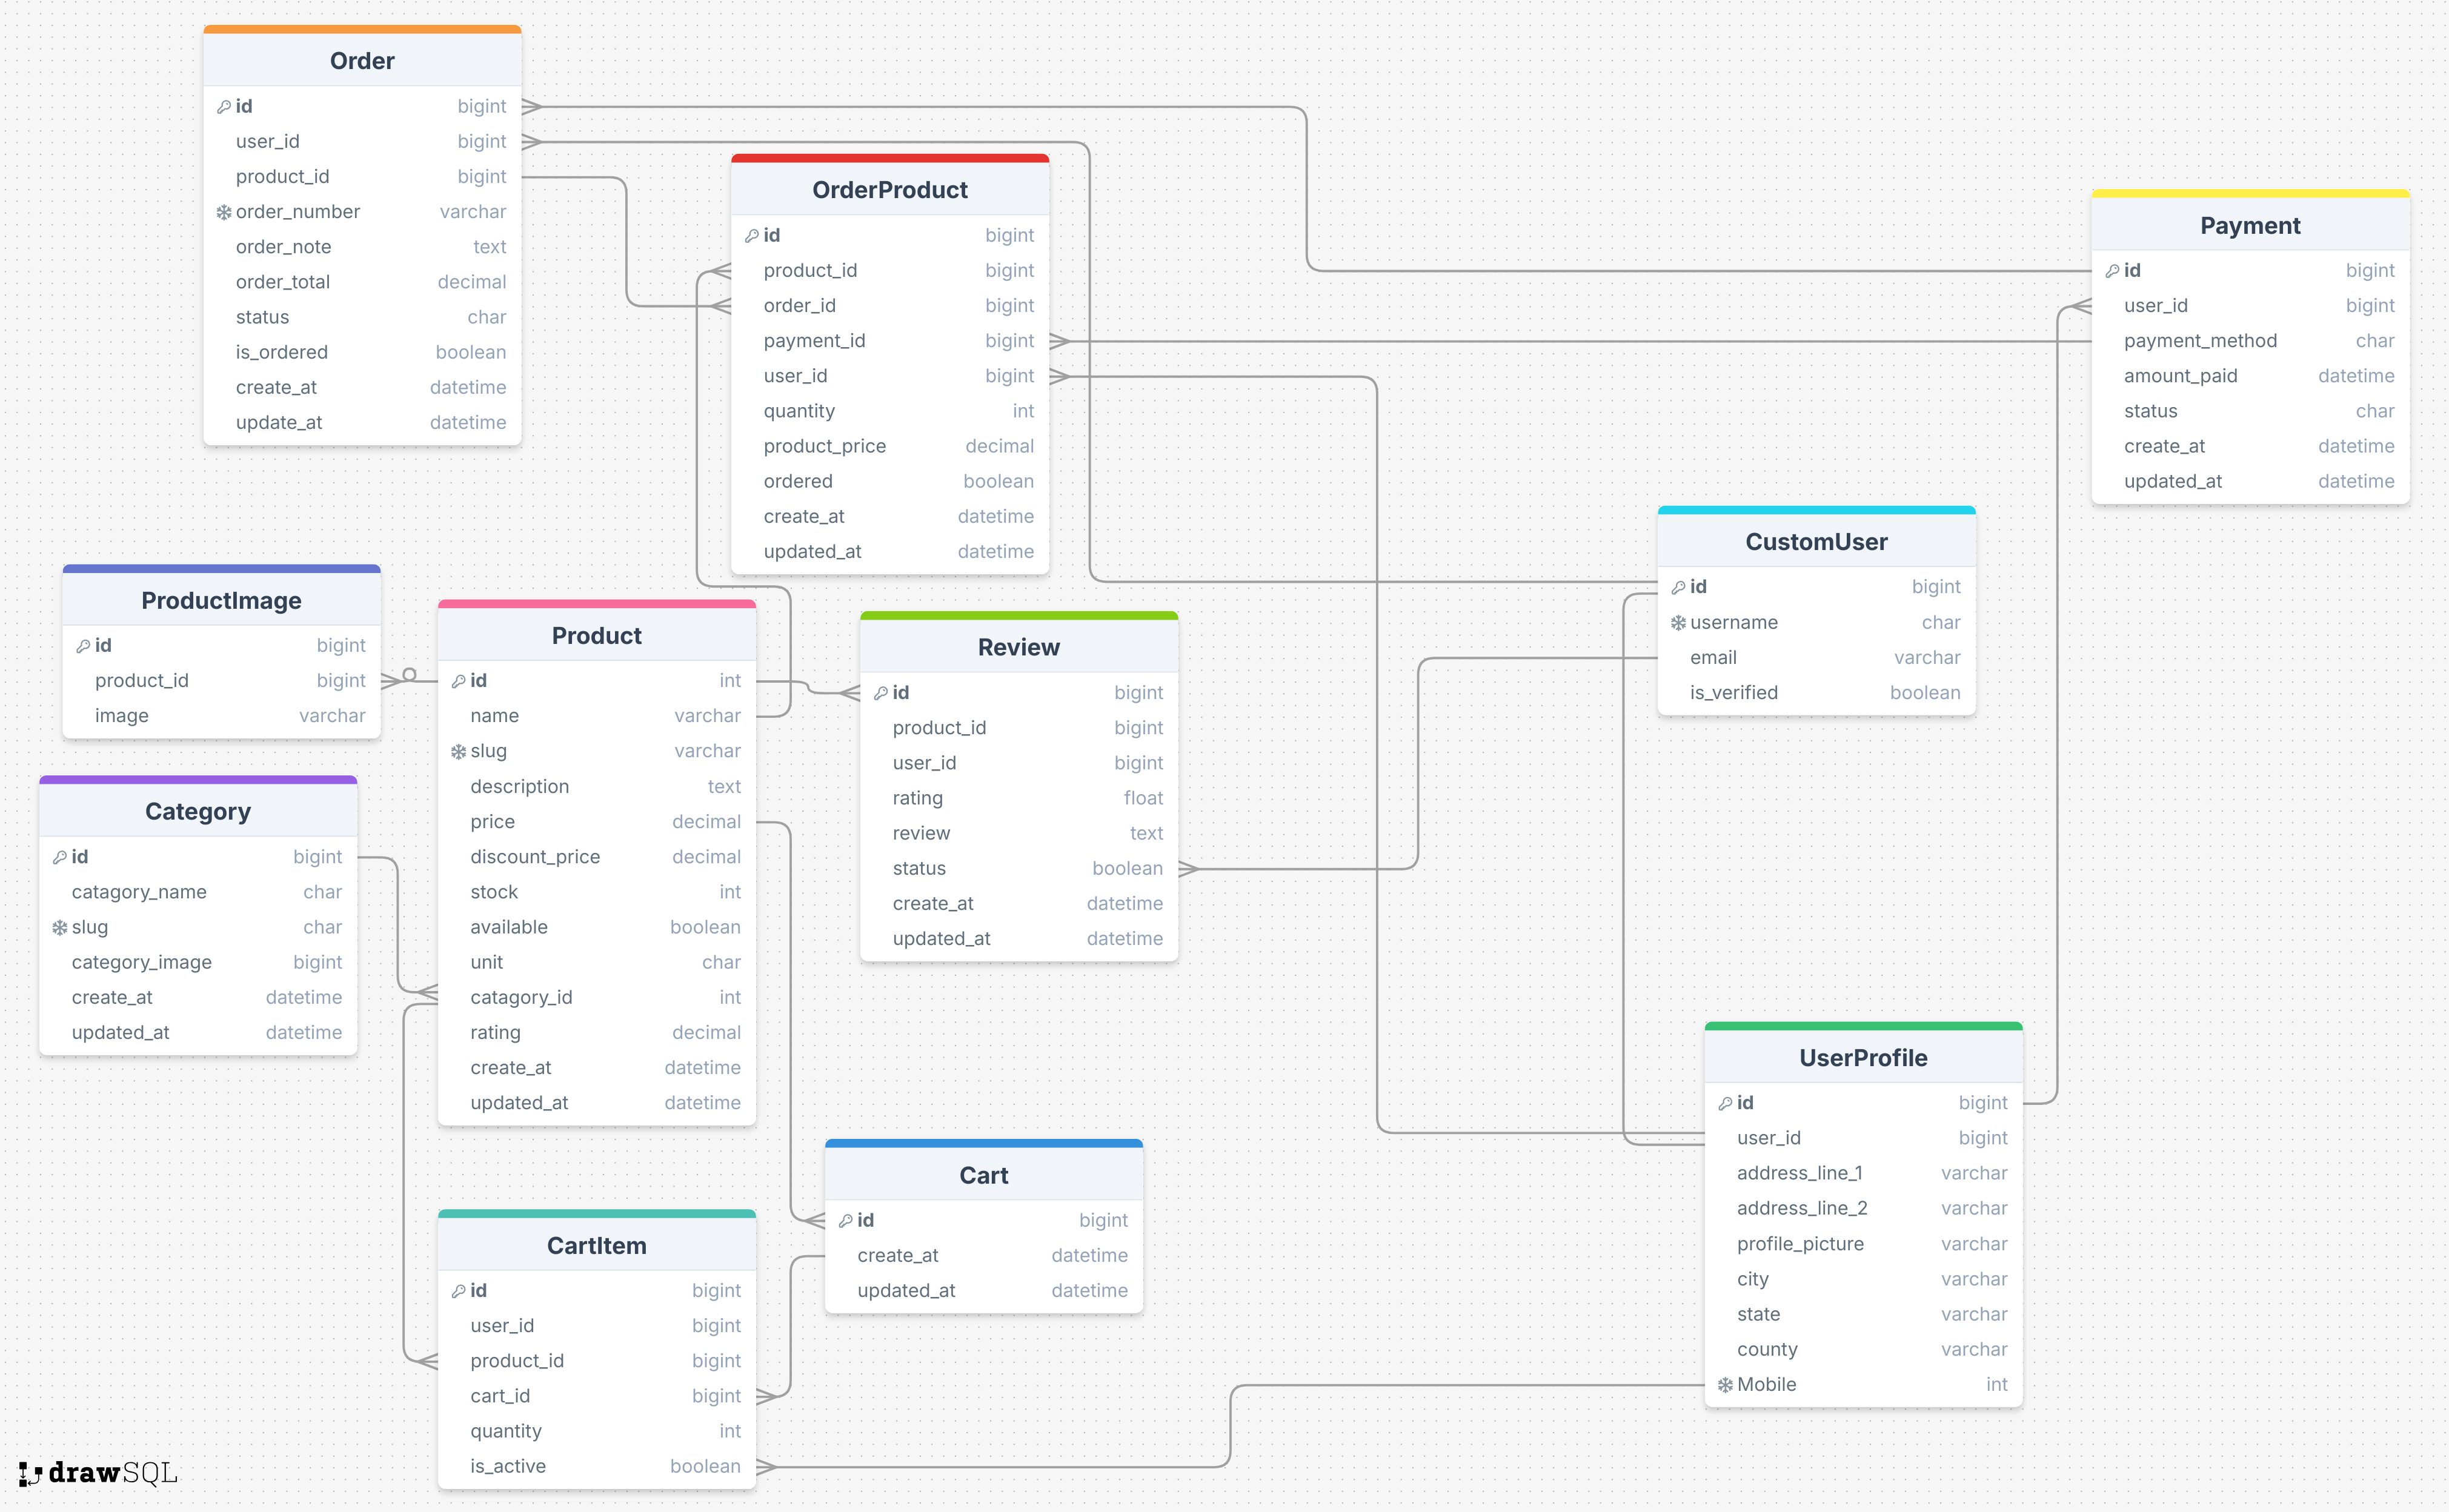 Order
id bigint
user_id bigint
product_id bigint
order_number varchar
order_note text
order_total decimal
status char
is_ordered boolean
create_at datetime
update_at datetime
OrderProduct
id bigint
product_id bigint
order_id bigint
payment_id bigint
user_id bigint
quantity int
product_price decimal
ordered boolean
create_at datetime
updated_at datetime
Payment
id bigint
user_id bigint
payment_method char
amount_paid datetime
status char
create_at datetime
updated_at datetime
CustomUser
id bigint
username char
email varchar
is_verified boolean
ProductImage
id bigint
product_id bigint
image varchar
Product
id int
name varchar
slug varchar
description text
price decimal
discount_price decimal
stock int
available boolean
unit char
catagory_id int
rating decimal
create_at datetime
updated_at datetime
Review
id bigint
product_id bigint
user_id bigint
rating float
review text
status boolean
create_at datetime
updated_at datetime
Category
id bigint
catagory_name char
slug char
category_image bigint
create_at datetime
updated_at datetime
UserProfile
id bigint
user_id bigint
address_line_1 varchar
address_line_2 varchar
profile_picture varchar
city varchar
state varchar
county varchar
Mobile int
Cart
id bigint
create_at datetime
updated_at datetime
CartItem
id bigint
user_id bigint
product_id bigint
cart_id bigint
quantity int
is_active boolean
drawSQL